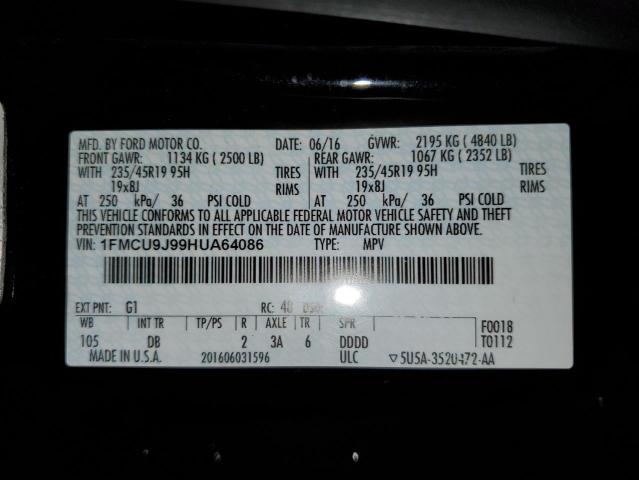 MFD. BY FORD MOTOR CO. DATE: 06/16 GVWR: 2195 KG ( 4840 LB)
FRONT GAWR: 1134 KG ( 2500 LB) REAR GAWR: 1067 KG ( 2352 LB)
WITH 235/45R19 95H TIRES WITH 235/45R19 95H TIRES
19x8J RIMS 19x8J RIMS
AT 250 kPa/ 36 PSI COLD AT 250 kPa/ 36 PSI COLD
THIS VEHICLE CONFORMS TO ALL APPLICABLE FEDERAL MOTOR VEHICLE SAFETY AND THEFT
PREVENTION STANDARDS IN EFFECT ON THE DATE OF MANUFACTURE SHOWN ABOVE.
VIN: 1FMCU9J99HUA64086 TYPE: MPV
EXT PNT: G1 RC: 48 DSO:
WB INT TR TP/PS R AXLE TR SPR F0018
105 DB 2 3A 6 DDDD T0112
MADE IN U.S.A. 201606031596 ULC ▽5U5A-3520472-AA